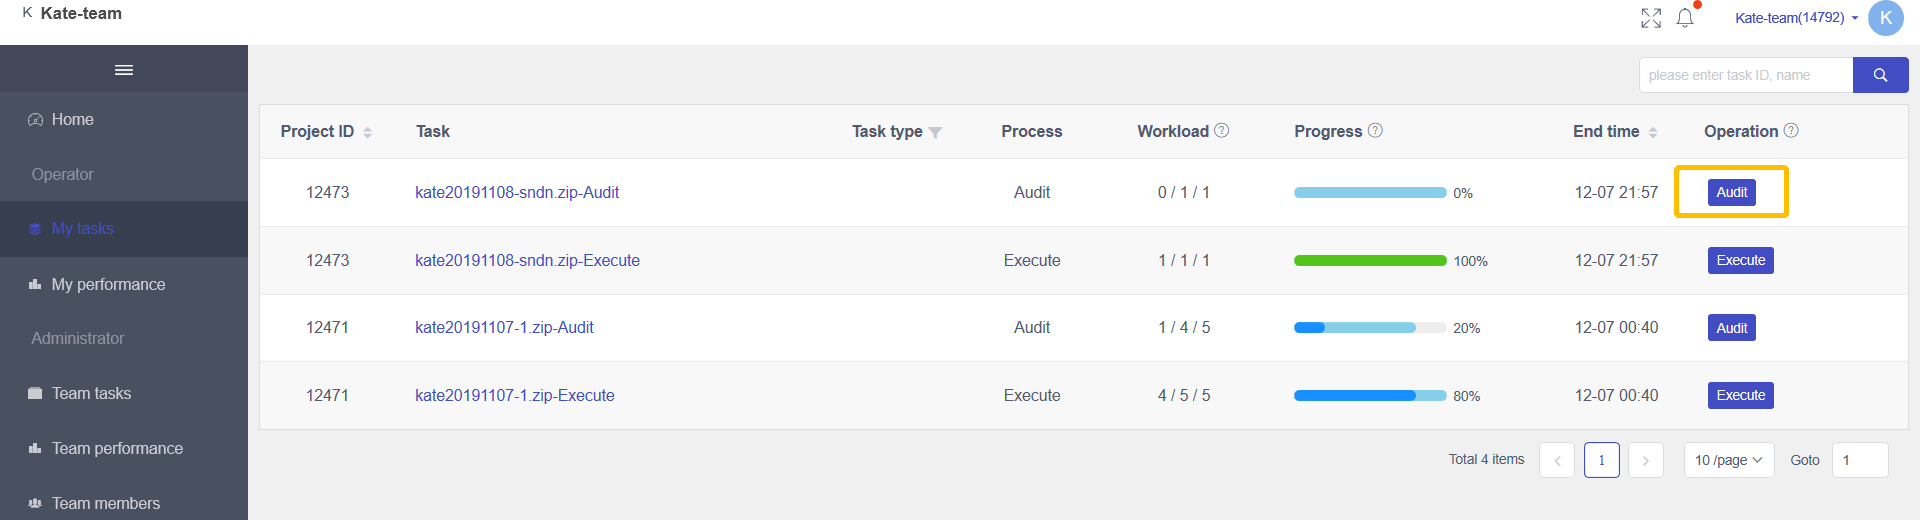 K Kate-team
Kate-team(14792) K
please enter task ID, name
Home
Operator
My tasks
My performance
Administrator
Team tasks
Team performance
Team members
Project ID Task Task type Process Workload ? Progress ? End time Operation ?
12473 kate20191108-sndn.zip-Audit Audit 0 / 1 / 1 0% 12-07 21:57 Audit
12473 kate20191108-sndn.zip-Execute Execute 1 / 1 / 1 100% 12-07 21:57 Execute
12471 kate20191107-1.zip-Audit Audit 1 / 4 / 5 20% 12-07 00:40 Audit
12471 kate20191107-1.zip-Execute Execute 4 / 5 / 5 80% 12-07 00:40 Execute
Total 4 items < 1 > 10 /page Goto 1